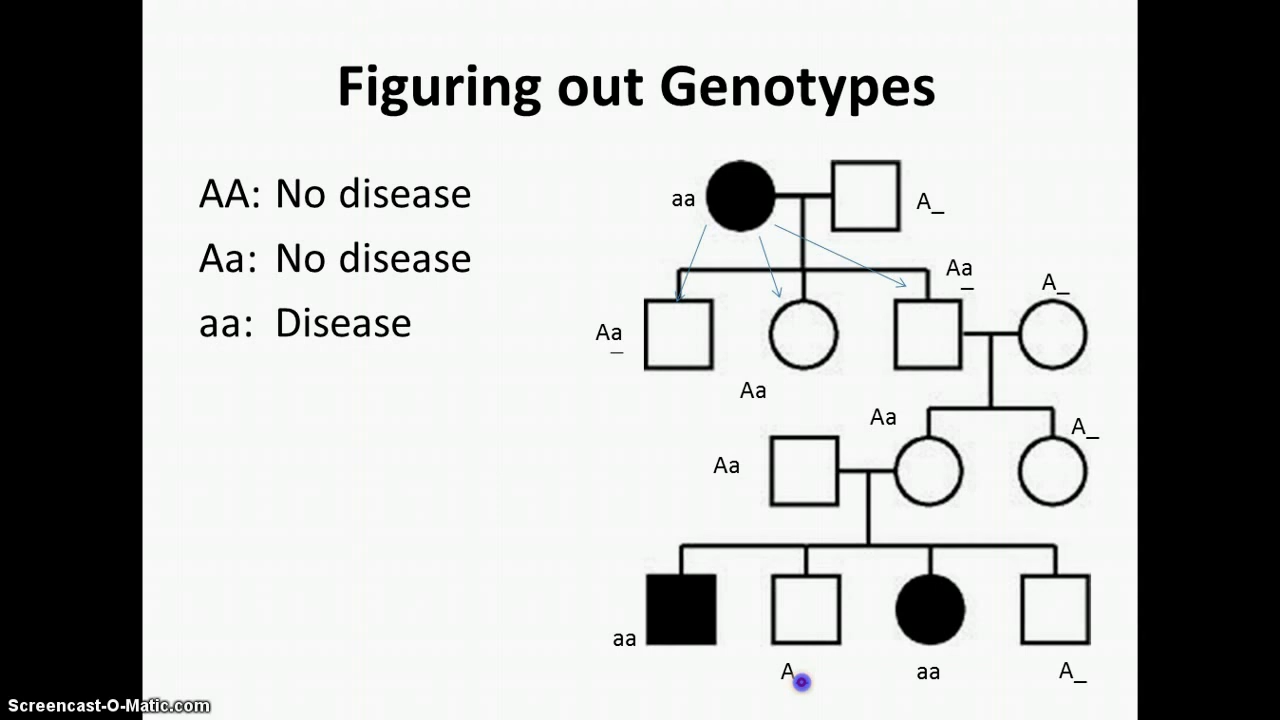 Figuring out Genotypes
AA: No disease
Aa: No disease
aa: Disease
aa
A_
Aa
A_
Aa
Aa
Aa
A_
Aa
aa
A
aa
A_
Screencast-O-Matic.com